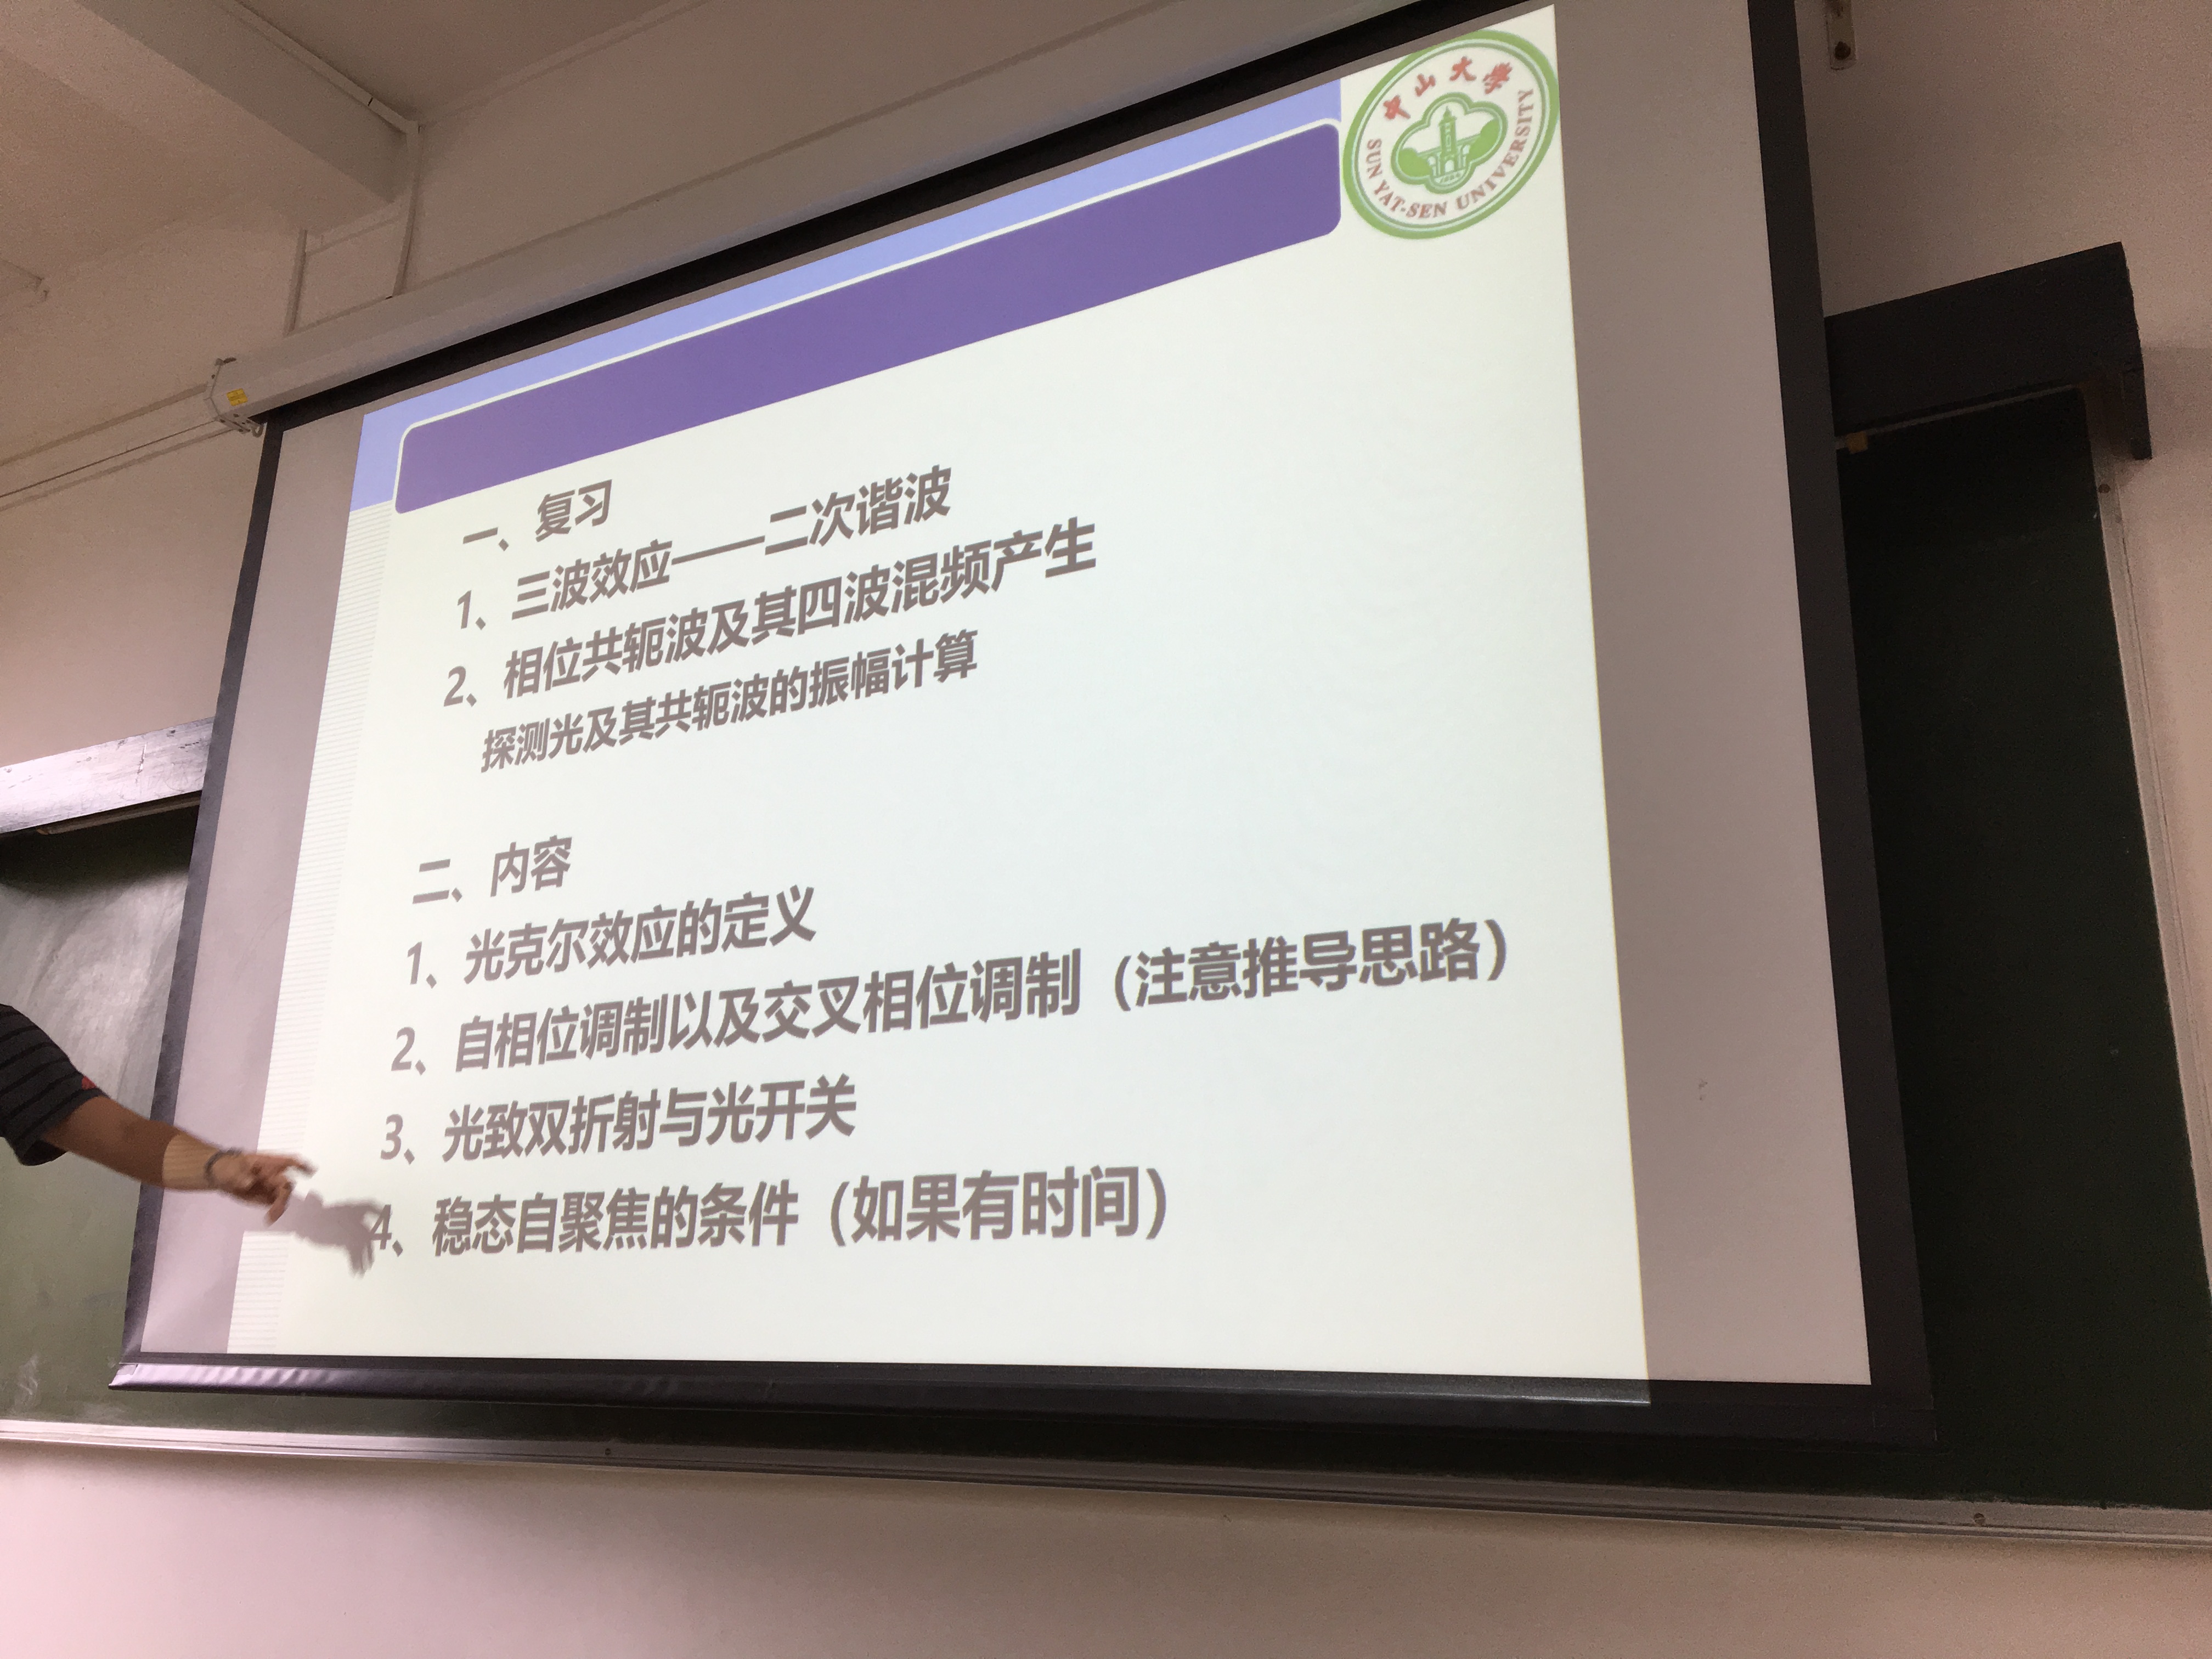 中山大学
SUN YAT-SEN UNIVERSITY
一、复习
1、三波效应——二次谐波
2、相位共轭波及其四波混频产生
探测光及其共轭波的振幅计算
二、内容
1、光克尔效应的定义
2、自相位调制以及交叉相位调制（注意推导思路）
3、光致双折射与光开关
4、稳态自聚焦的条件（如果有时间）